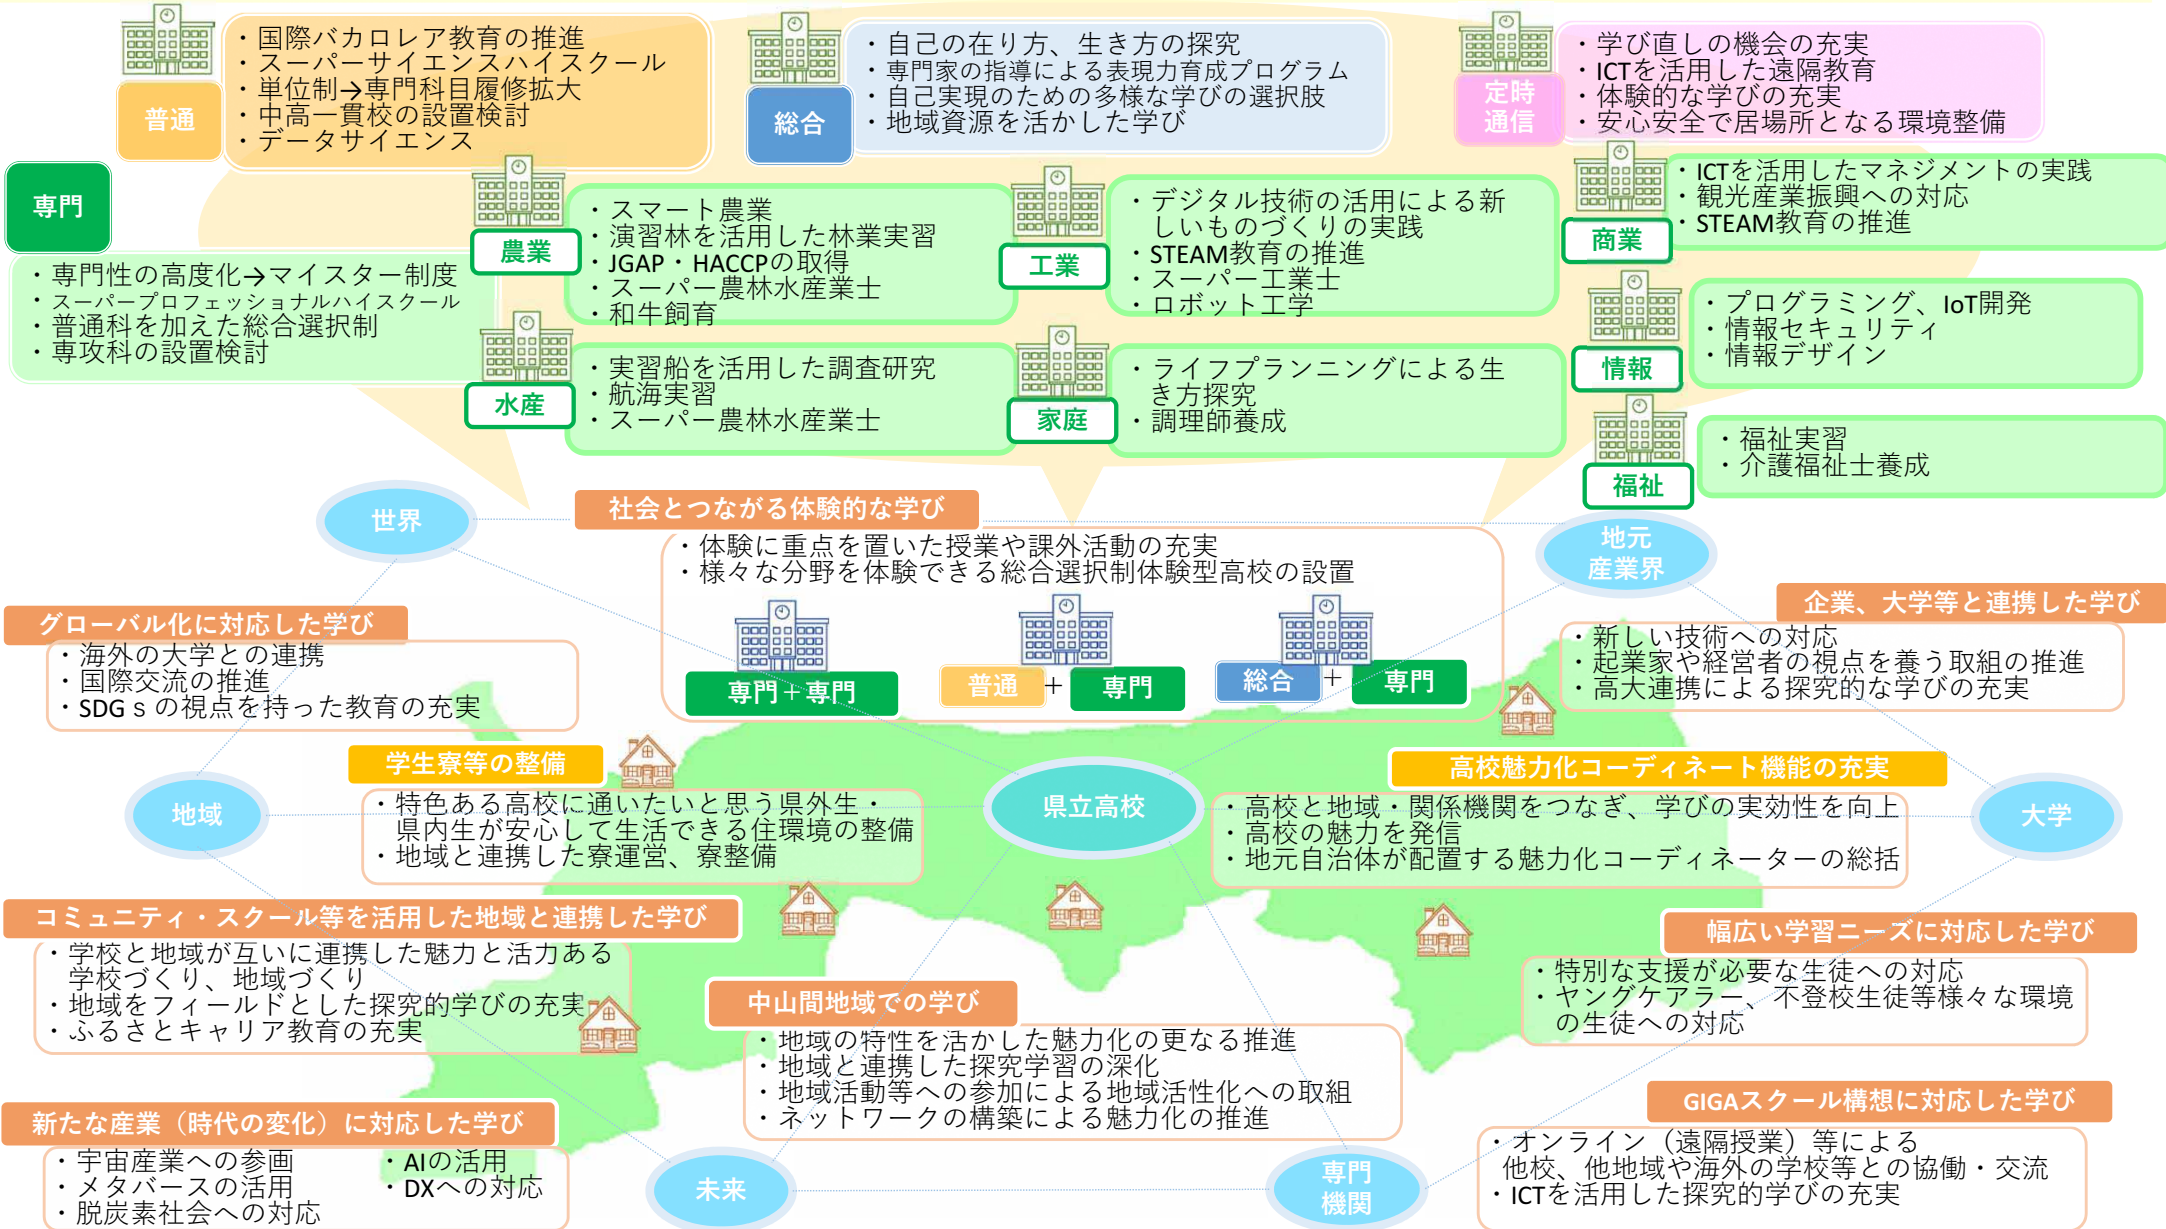 普通
・国際バカロレア教育の推進
・スーパーサイエンスハイスクール
・単位制→専門科目履修拡大
・中高一貫校の設置検討
・データサイエンス
総合
・自己の在り方、生き方の探究
・専門家の指導による表現力育成プログラム
・自己実現のための多様な学びの選択肢
・地域資源を活かした学び
定時
通信
・学び直しの機会の充実
・ICTを活用した遠隔教育
・体験的な学びの充実
・安心安全で居場所となる環境整備
専門
・専門性の高度化→マイスター制度
・スーパープロフェッショナルハイスクール
・普通科を加えた総合選択制
・専攻科の設置検討
農業
・スマート農業
・演習林を活用した林業実習
・JGAP・HACCPの取得
・スーパー農林水産業士
・和牛飼育
工業
・デジタル技術の活用による新
しいものづくりの実践
・STEAM教育の推進
・スーパー工業士
・ロボット工学
商業
・ICTを活用したマネジメントの実践
・観光産業振興への対応
・STEAM教育の推進
水産
・実習船を活用した調査研究
・航海実習
・スーパー農林水産業士
家庭
・ライフプランニングによる生
き方探究
・調理師養成
情報
・プログラミング、IoT開発
・情報セキュリティ
・情報デザイン
福祉
・福祉実習
・介護福祉士養成
世界
社会とつながる体験的な学び
・体験に重点を置いた授業や課外活動の充実
・様々な分野を体験できる総合選択制体験型高校の設置
専門＋専門
普通＋専門
総合＋専門
地元
産業界
グローバル化に対応した学び
・海外の大学との連携
・国際交流の推進
・SDGｓの視点を持った教育の充実
企業、大学等と連携した学び
・新しい技術への対応
・起業家や経営者の視点を養う取組の推進
・高大連携による探究的な学びの充実
地域
学生寮等の整備
・特色ある高校に通いたいと思う県外生・
県内生が安心して生活できる住環境の整備
・地域と連携した寮運営、寮整備
県立高校
高校魅力化コーディネート機能の充実
・高校と地域・関係機関をつなぎ、学びの実効性を向上
・高校の魅力を発信
・地元自治体が配置する魅力化コーディネーターの総括
大学
コミュニティ・スクール等を活用した地域と連携した学び
・学校と地域が互いに連携した魅力と活力ある
学校づくり、地域づくり
・地域をフィールドとした探究的学びの充実
・ふるさとキャリア教育の充実
幅広い学習ニーズに対応した学び
・特別な支援が必要な生徒への対応
・ヤングケアラー、不登校生徒等様々な環境
の生徒への対応
中山間地域での学び
・地域の特性を活かした魅力化の更なる推進
・地域と連携した探究学習の深化
・地域活動等への参加による地域活性化への取組
・ネットワークの構築による魅力化の推進
新たな産業（時代の変化）に対応した学び
・宇宙産業への参画
・メタバースの活用
・脱炭素社会への対応
・AIの活用
・DXへの対応
未来
専門
機関
GIGAスクール構想に対応した学び
・オンライン（遠隔授業）等による
他校、他地域や海外の学校等との協働・交流
・ICTを活用した探究的学びの充実